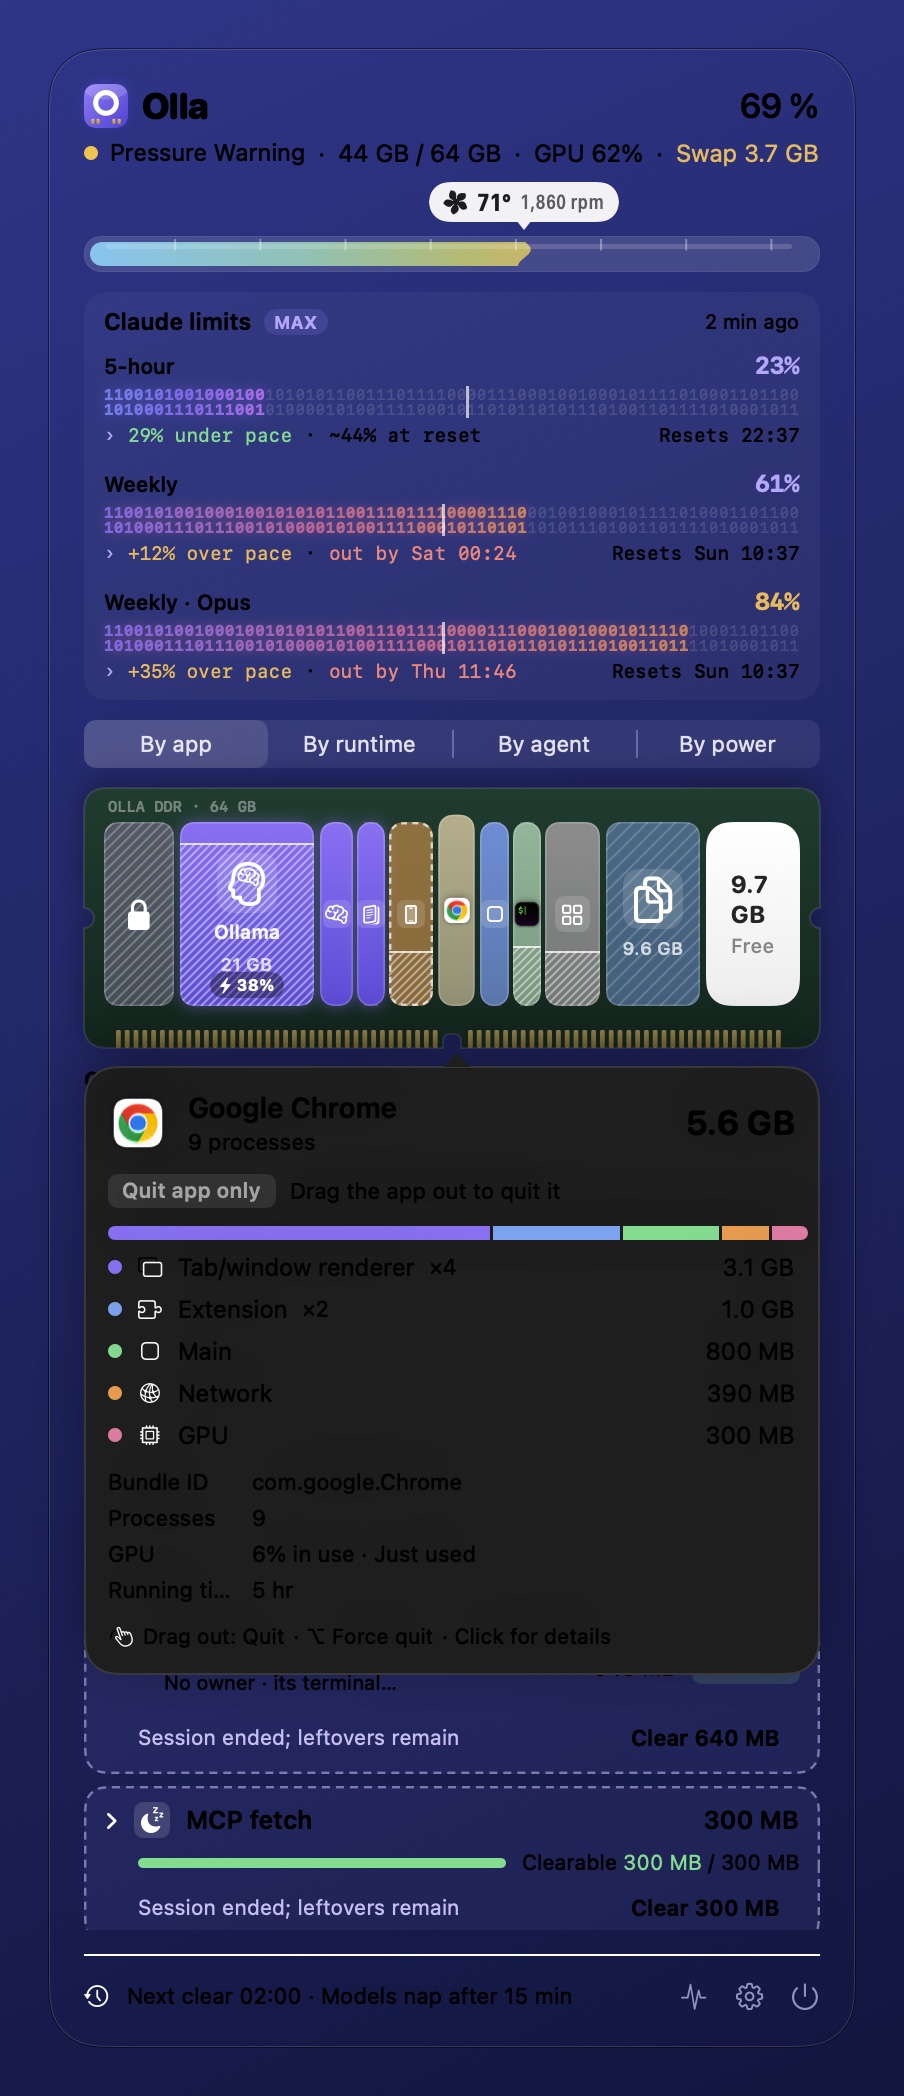 Olla
69 %
Pressure Warning · 44 GB / 64 GB · GPU 62% · Swap 3.7 GB
71° 1,860 rpm
Claude limits MAX
2 min ago
5-hour
23%
› 29% under pace · ~44% at reset
Resets 22:37
Weekly
61%
› +12% over pace · out by Sat 00:24
Resets Sun 10:37
Weekly · Opus
84%
› +35% over pace · out by Thu 11:46
Resets Sun 10:37
By app
By runtime
By agent
By power
OLLA DDR · 64 GB
Ollama
21 GB
38%
$
9.6 GB
9.7
GB
Free
Google Chrome
5.6 GB
9 processes
Quit app only
Drag the app out to quit it
Tab/window renderer ×4
3.1 GB
Extension ×2
1.0 GB
Main
800 MB
Network
390 MB
GPU
300 MB
Bundle ID com.google.Chrome
Processes 9
GPU 6% in use · Just used
Running ti... 5 hr
Drag out: Quit · ⌥ Force quit · Click for details
No owner · its terminal...
Session ended; leftovers remain
Clear 640 MB
MCP fetch
300 MB
Clearable 300 MB / 300 MB
Session ended; leftovers remain
Clear 300 MB
Next clear 02:00 · Models nap after 15 min